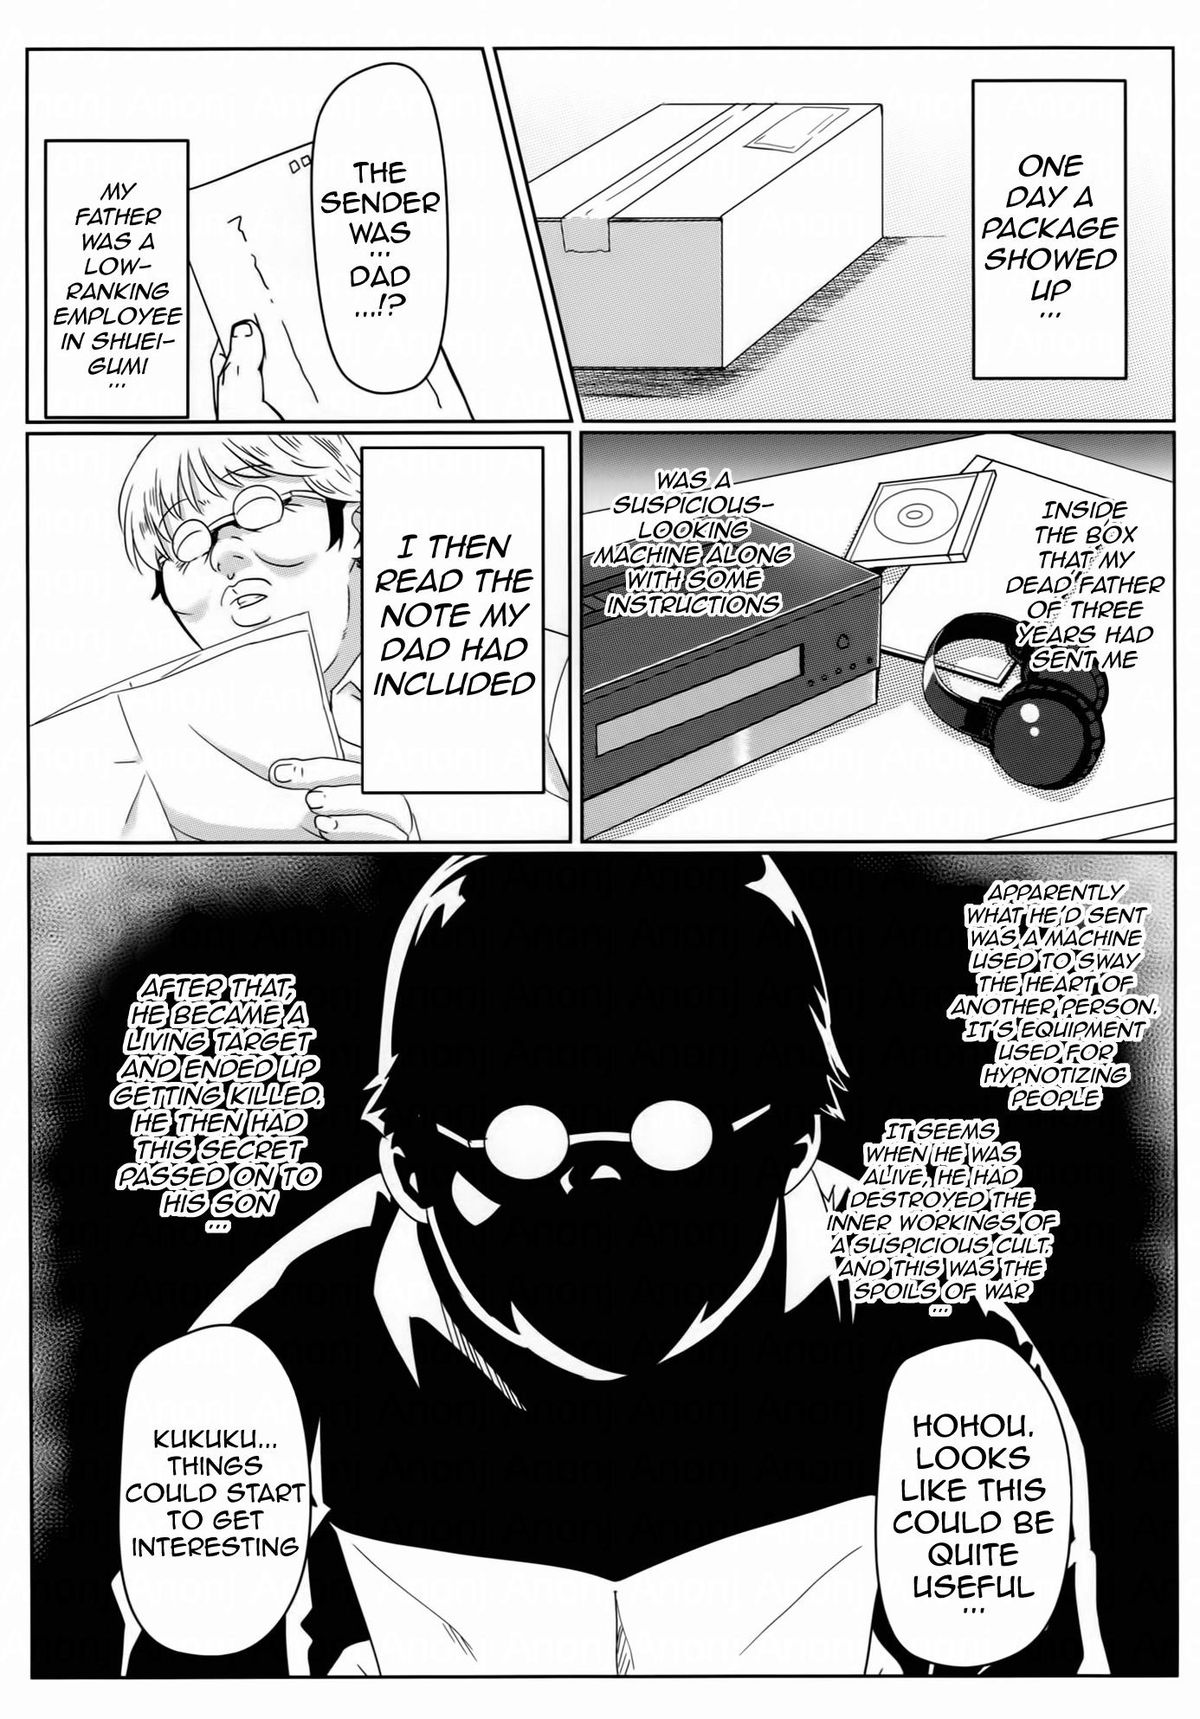 ONE
DAY A
PACKAGE
SHOWED
UP
...
THE
SENDER
WAS
...
DAD
...!?
MY
FATHER
WAS A
LOW-
RANKING
EMPLOYEE
IN SHUEI-
GUMI
...
INSIDE
THE BOX
THAT MY
DEAD FATHER
OF THREE
YEARS HAD
SENT ME
WAS A
SUSPICIOUS-
LOOKING
MACHINE ALONG
WITH SOME
INSTRUCTIONS
I THEN
READ THE
NOTE MY
DAD HAD
INCLUDED
APPARENTLY
WHAT HE'D SENT
WAS A MACHINE
USED TO SWAY
THE HEART OF
ANOTHER PERSON.
IT'S EQUIPMENT
USED FOR
HYPNOTIZING
PEOPLE
IT SEEMS
WHEN HE WAS
ALIVE, HE HAD
DESTROYED THE
INNER WORKINGS OF
A SUSPICIOUS CULT.
AND THIS WAS THE
SPOILS OF WAR
...
AFTER THAT,
HE BECAME A
LIVING TARGET
AND ENDED UP
GETTING KILLED.
HE THEN HAD
THIS SECRET
PASSED ON TO
HIS SON
...
HOHOU.
LOOKS
LIKE THIS
COULD BE
QUITE
USEFUL
...
KUKUKU...
THINGS
COULD START
TO GET
INTERESTING